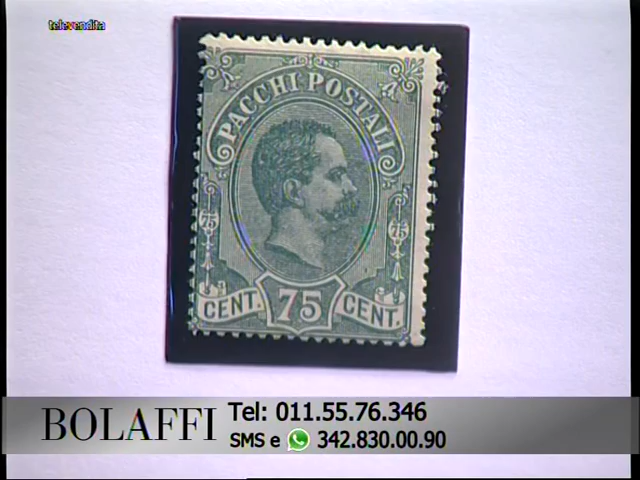 televendita
PACCHI POSTALI
75 75
CENT. 75 CENT.
BOLAFFI
Tel: 011.55.76.346
SMS e 342.830.00.90